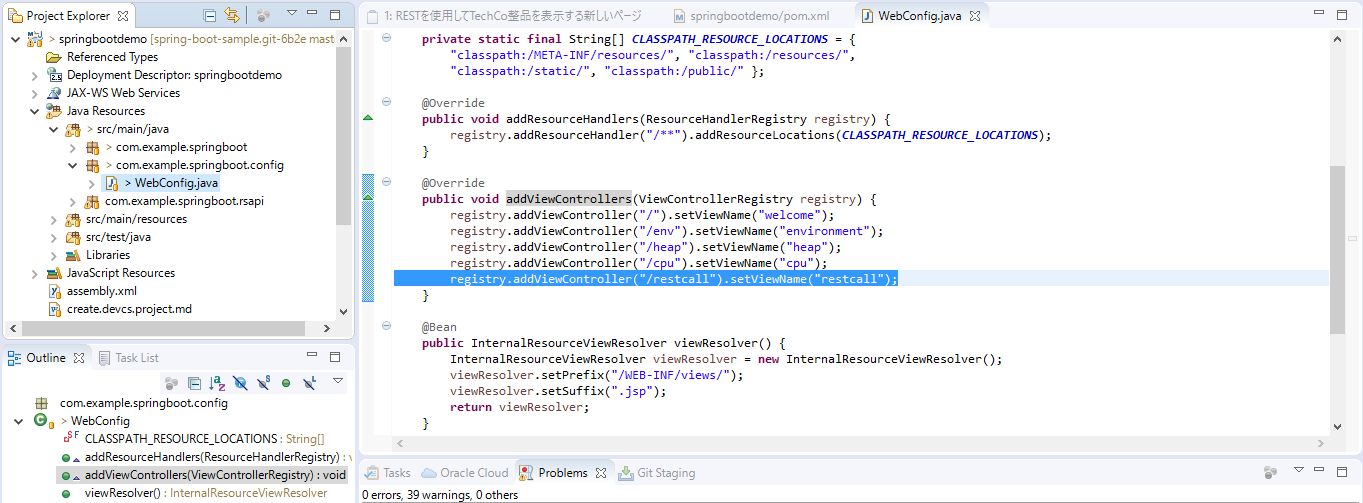 Project Explorer
> springbootdemo [spring-boot-sample.git-6b2e mast
Referenced Types
Deployment Descriptor: springbootdemo
JAX-WS Web Services
Java Resources
> src/main/java
> com.example.springboot
> com.example.springboot.config
> WebConfig.java
com.example.springboot.rsapi
src/main/resources
src/test/java
Libraries
JavaScript Resources
assembly.xml
create.devcs.project.md
Outline
Task List
com.example.springboot.config
> WebConfig
CLASSPATH_RESOURCE_LOCATIONS : String[]
addResourceHandlers(ResourceHandlerRegistry) : v
addViewControllers(ViewControllerRegistry) : void
viewResolver() : InternalResourceViewResolver
1: RESTを使用してTechCo整品を表示する新しいページ
springbootdemo/pom.xml
WebConfig.java
private static final String[] CLASSPATH_RESOURCE_LOCATIONS = {
"classpath:/META-INF/resources/", "classpath:/resources/",
"classpath:/static/", "classpath:/public/" };
@Override
public void addResourceHandlers(ResourceHandlerRegistry registry) {
registry.addResourceHandler("/**").addResourceLocations(CLASSPATH_RESOURCE_LOCATIONS);
}
@Override
public void addViewControllers(ViewControllerRegistry registry) {
registry.addViewController("/").setViewName("welcome");
registry.addViewController("/env").setViewName("environment");
registry.addViewController("/heap").setViewName("heap");
registry.addViewController("/cpu").setViewName("cpu");
registry.addViewController("/restcall").setViewName("restcall");
}
@Bean
public InternalResourceViewResolver viewResolver() {
InternalResourceViewResolver viewResolver = new InternalResourceViewResolver();
viewResolver.setPrefix("/WEB-INF/views/");
viewResolver.setSuffix(".jsp");
return viewResolver;
}
Tasks
Oracle Cloud
Problems
Git Staging
0 errors, 39 warnings, 0 others